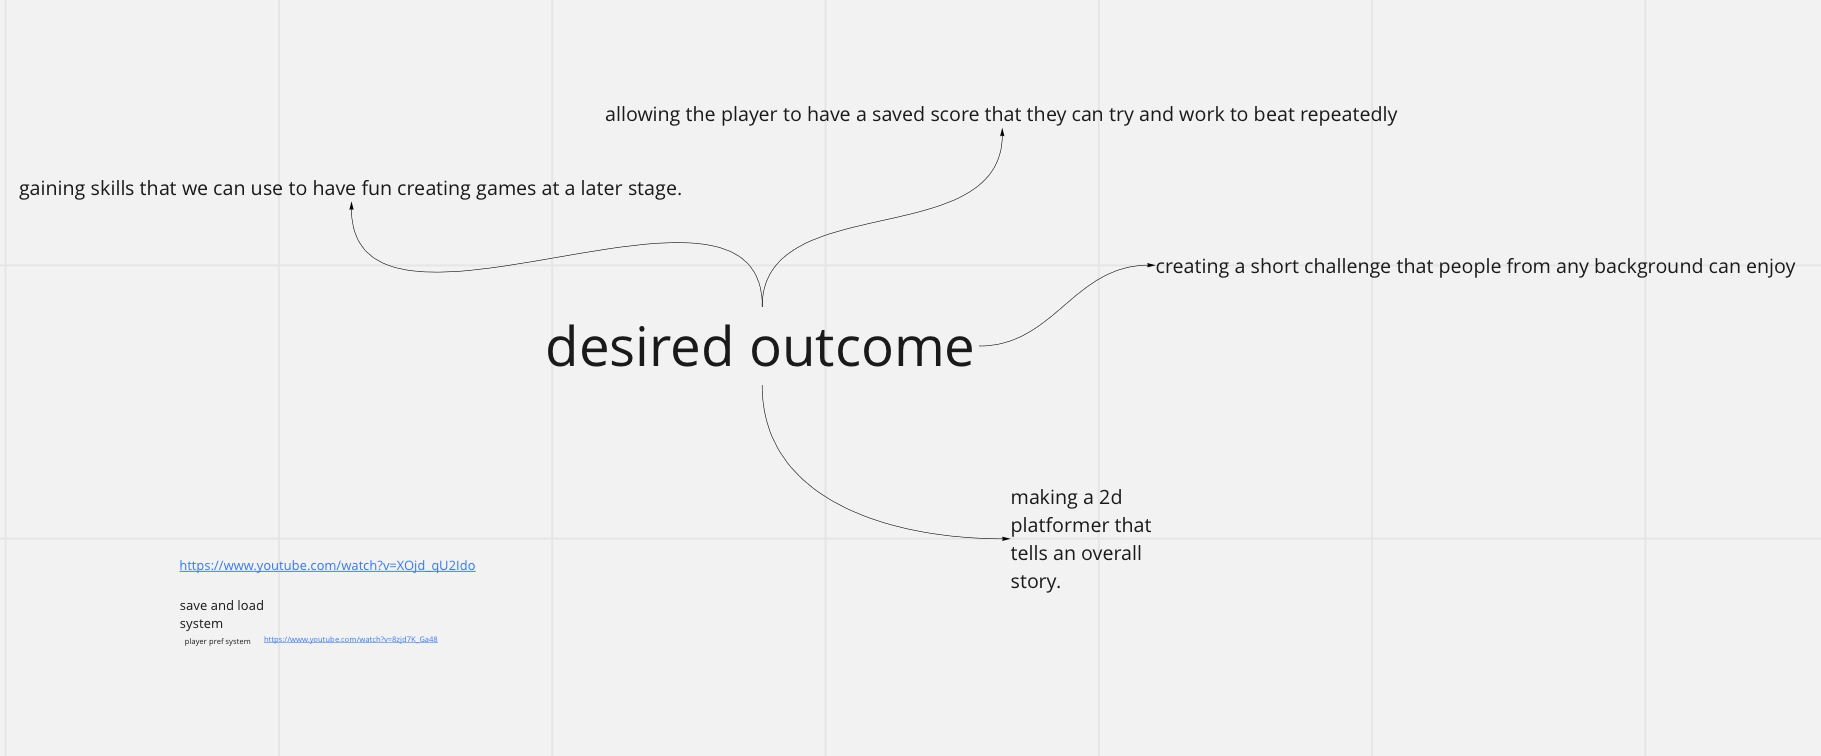 allowing the player to have a saved score that they can try and work to beat repeatedly
gaining skills that we can use to have fun creating games at a later stage.
creating a short challenge that people from any background can enjoy
desired outcome
making a 2d
platformer that
tells an overall
story.
https://www.youtube.com/watch?v=XOjd_qU2Ido
save and load
system
player pref system https://www.youtube.com/watch?v=8zjd7K_Ga48